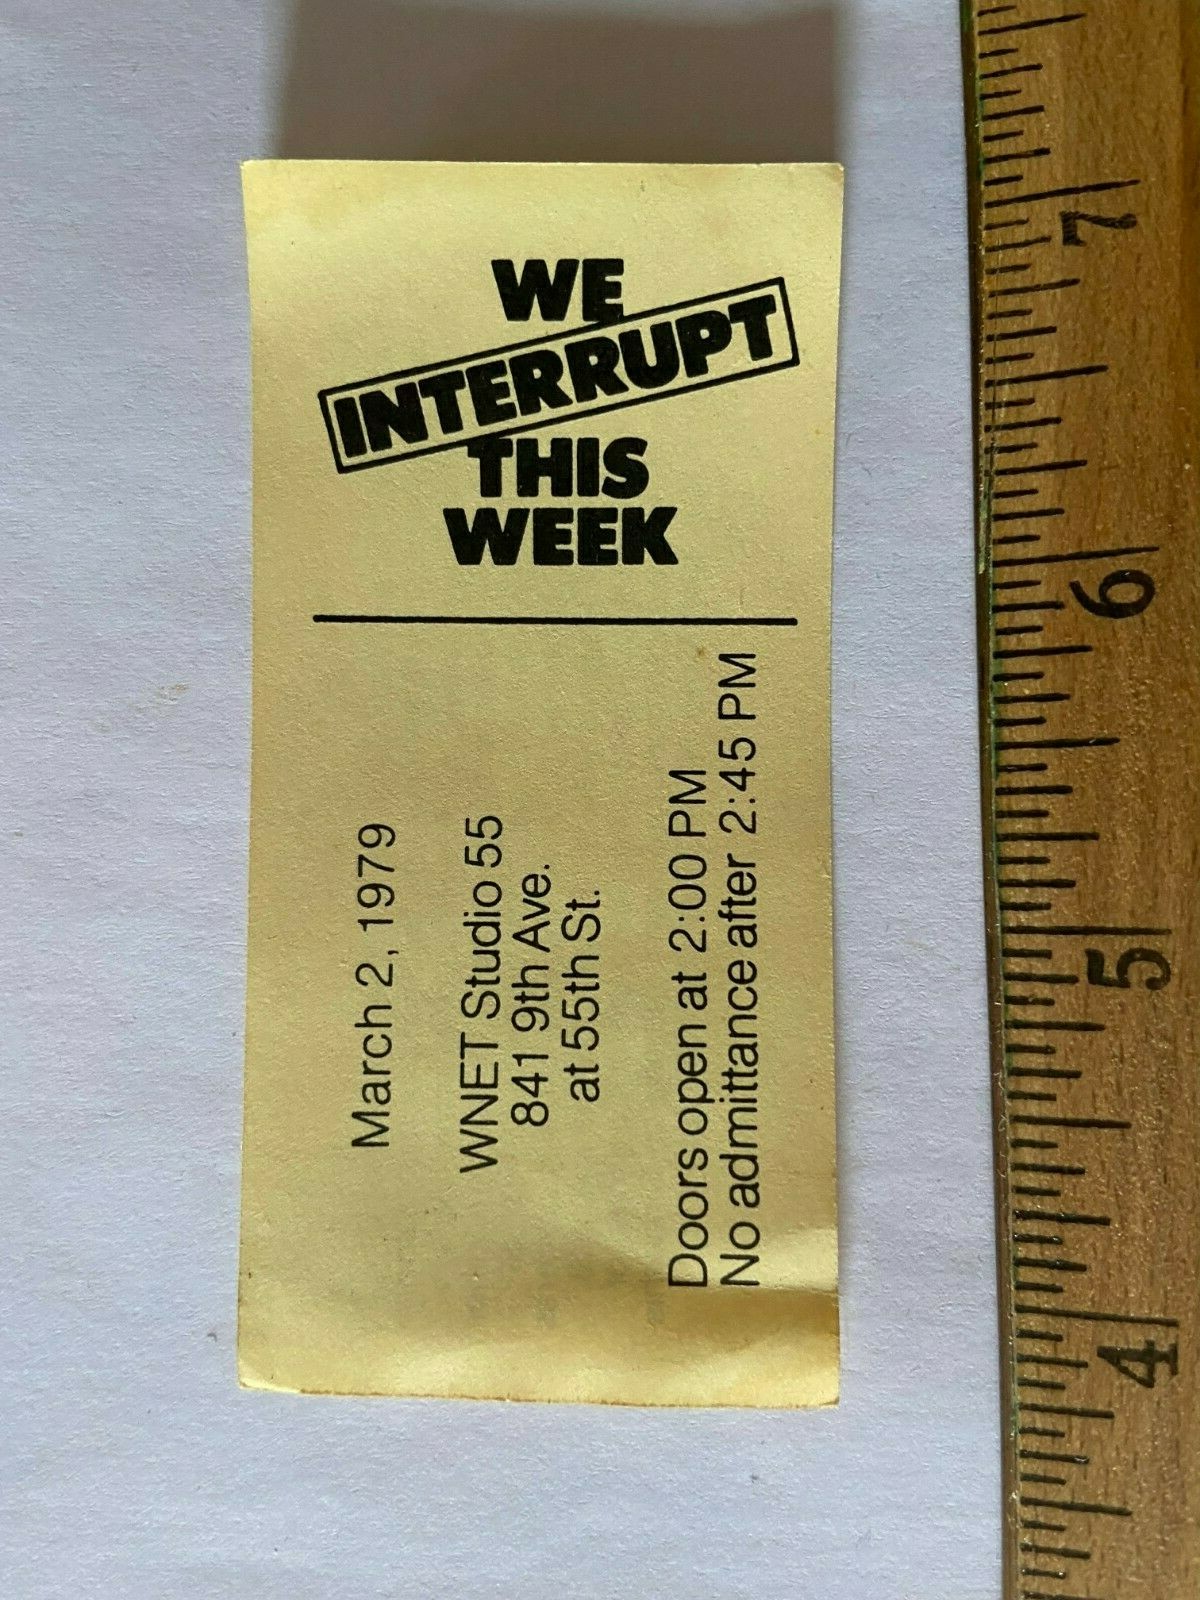 WE
INTERRUPT
THIS
WEEK
March 2, 1979
WNET Studio 55
841 9th Ave.
at 55th St.
Doors open at 2:00 PM
No admittance after 2:45 PM
7
6
5
4